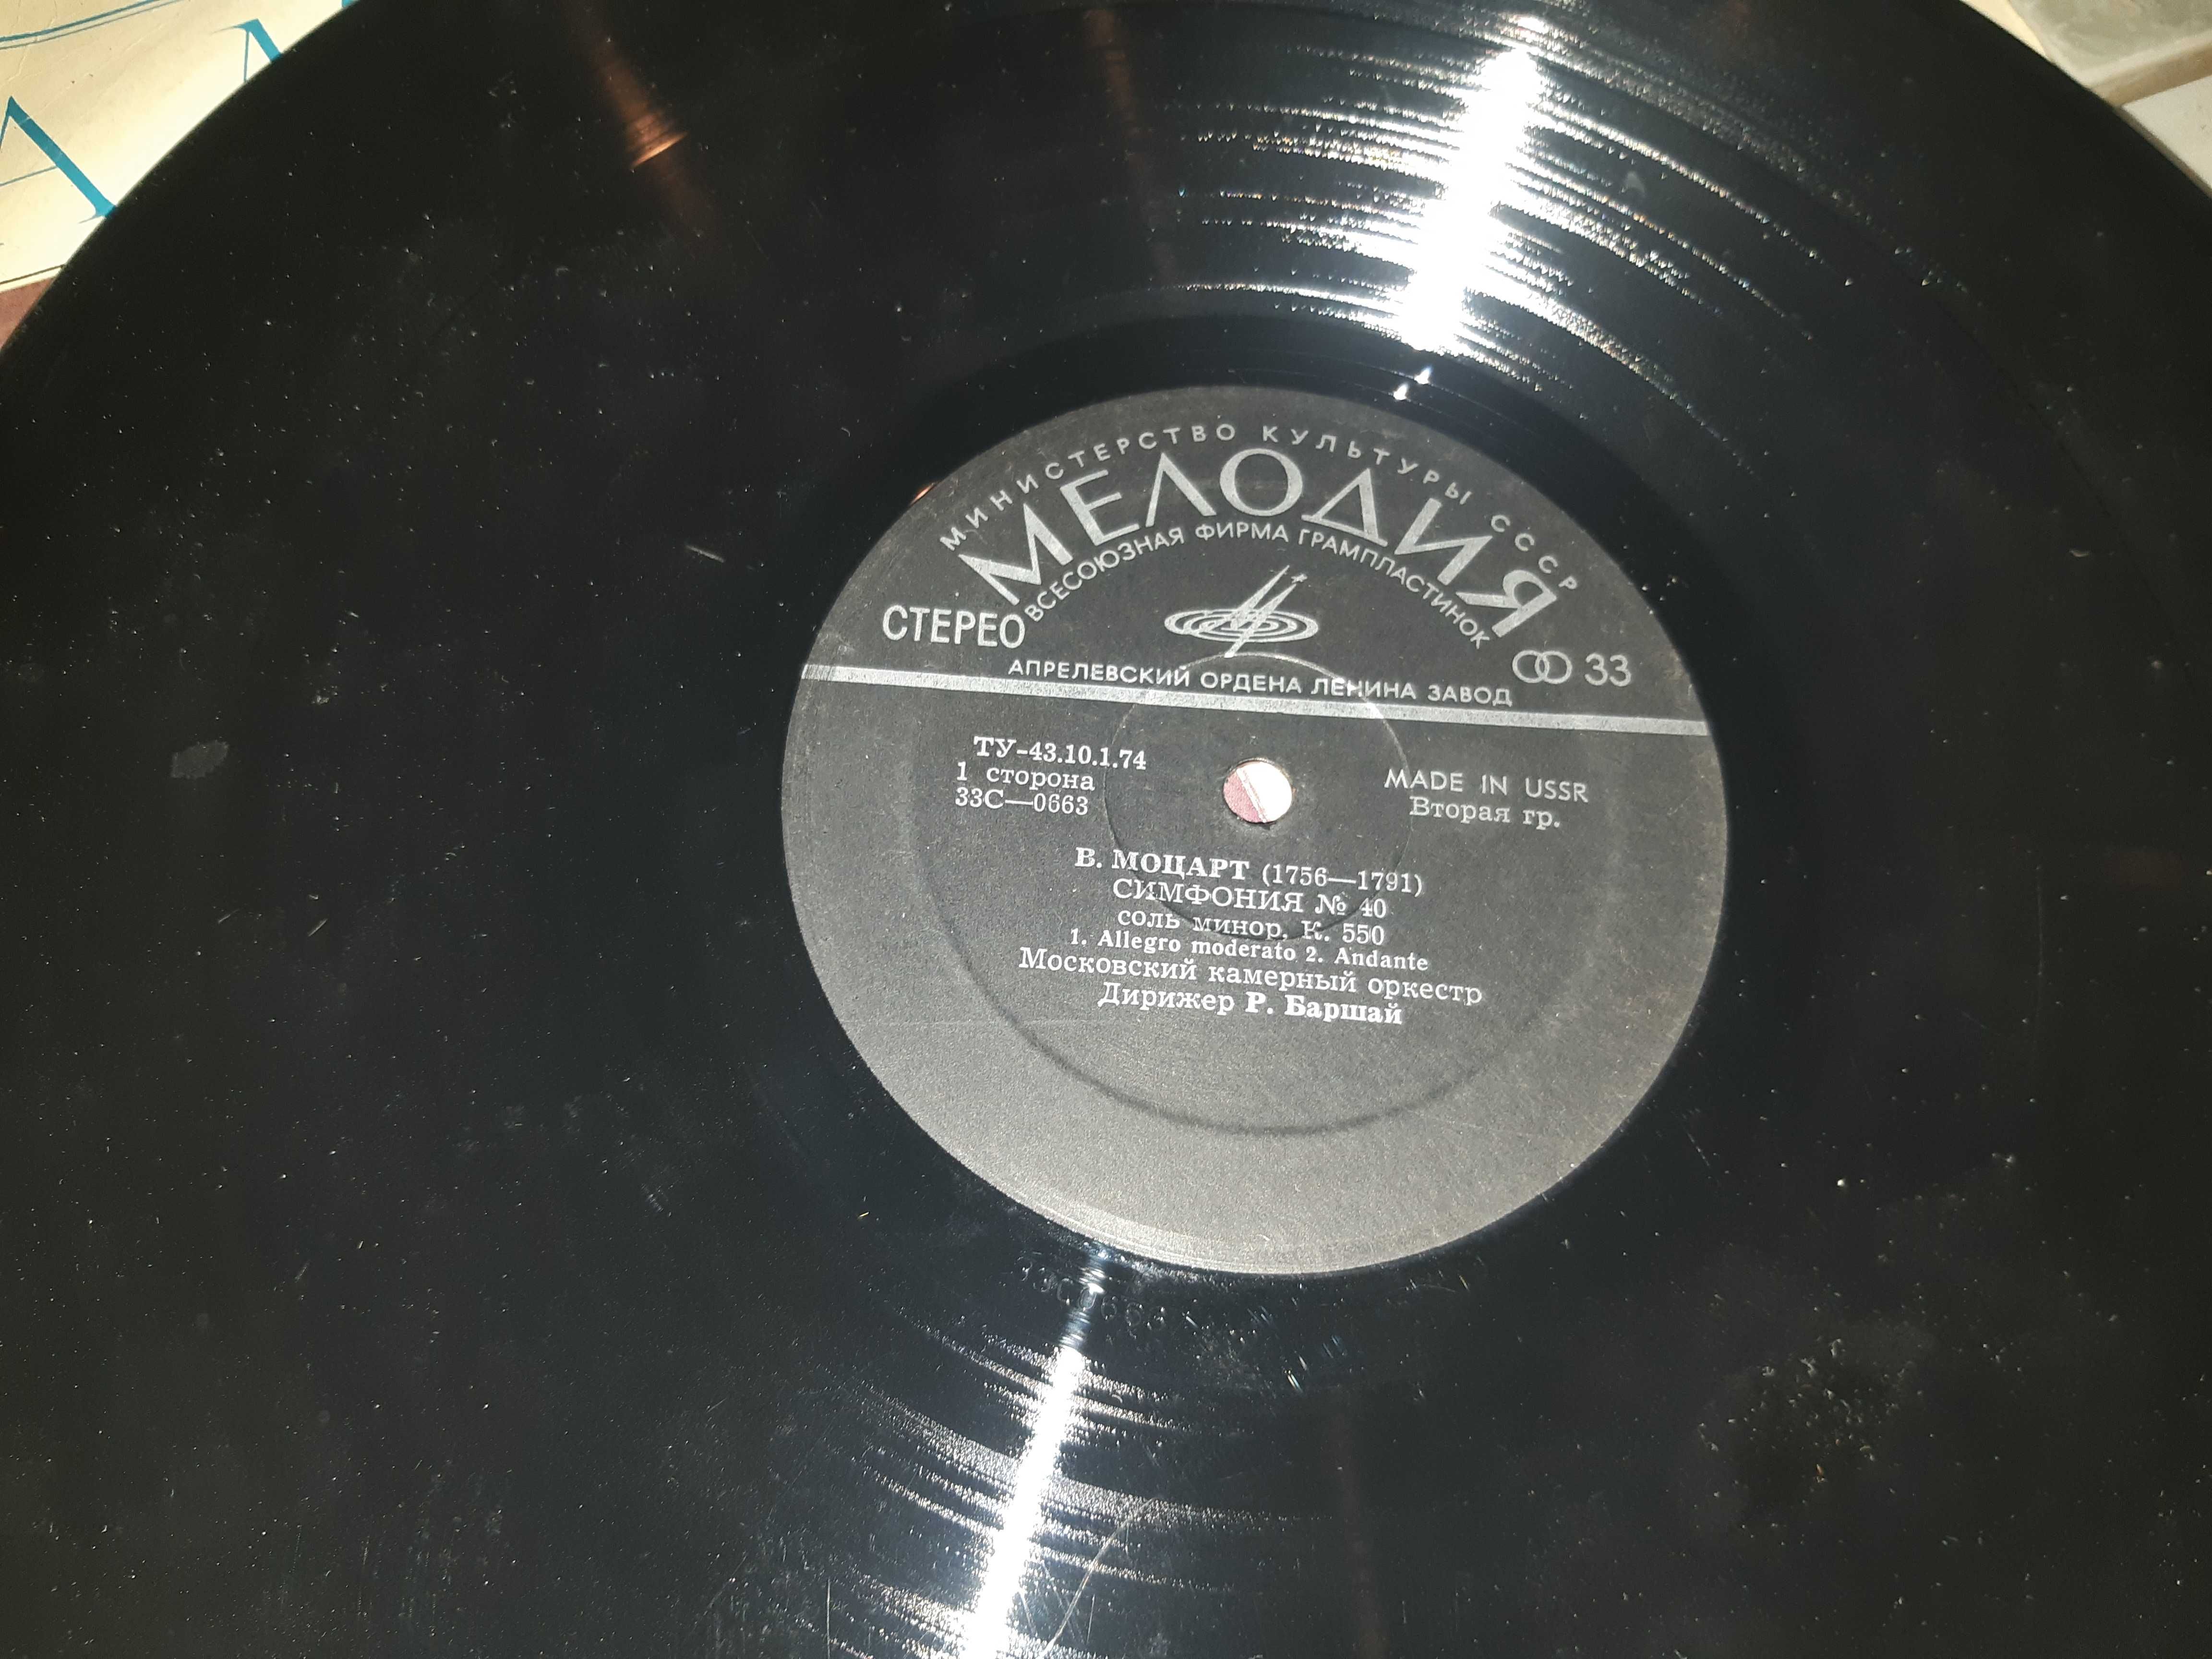 МИНИСТЕРСТВО КУЛЬТУРЫ СССР
МЕЛОДИЯ
ВСЕСОЮЗНАЯ ФИРМА ГРАМПЛАСТИНОК
СТЕРЕО
33
АПРЕЛЕВСКИЙ ОРДЕНА ЛЕНИНА ЗАВОД
ТУ-43.10.1.74
1 сторона
33С—0663
MADE IN USSR
Вторая гр.
В. МОЦАРТ (1756—1791)
СИМФОНИЯ № 40
соль минор, К. 550
1. Allegro moderato 2. Andante
Московский камерный оркестр
Дирижер Р. Баршай